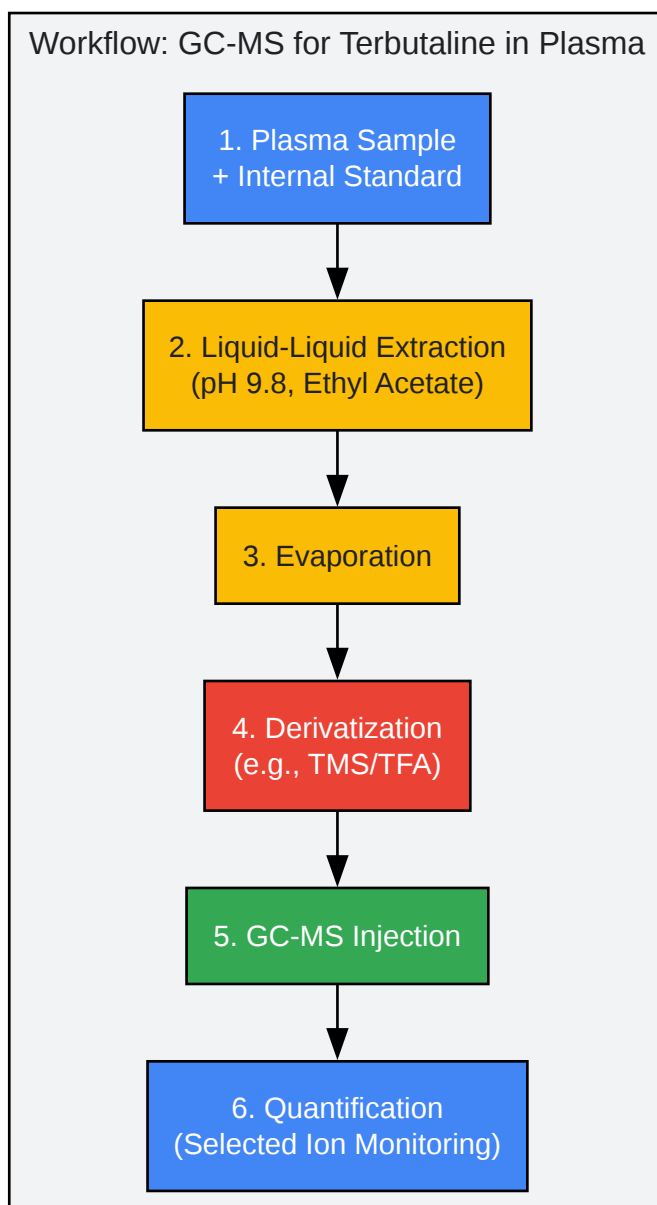 Workflow: GC-MS for Terbutaline in Plasma
1. Plasma Sample
+ Internal Standard
2. Liquid-Liquid Extraction
(pH 9.8, Ethyl Acetate)
3. Evaporation
4. Derivatization
(e.g., TMS/TFA)
5. GC-MS Injection
6. Quantification
(Selected Ion Monitoring)